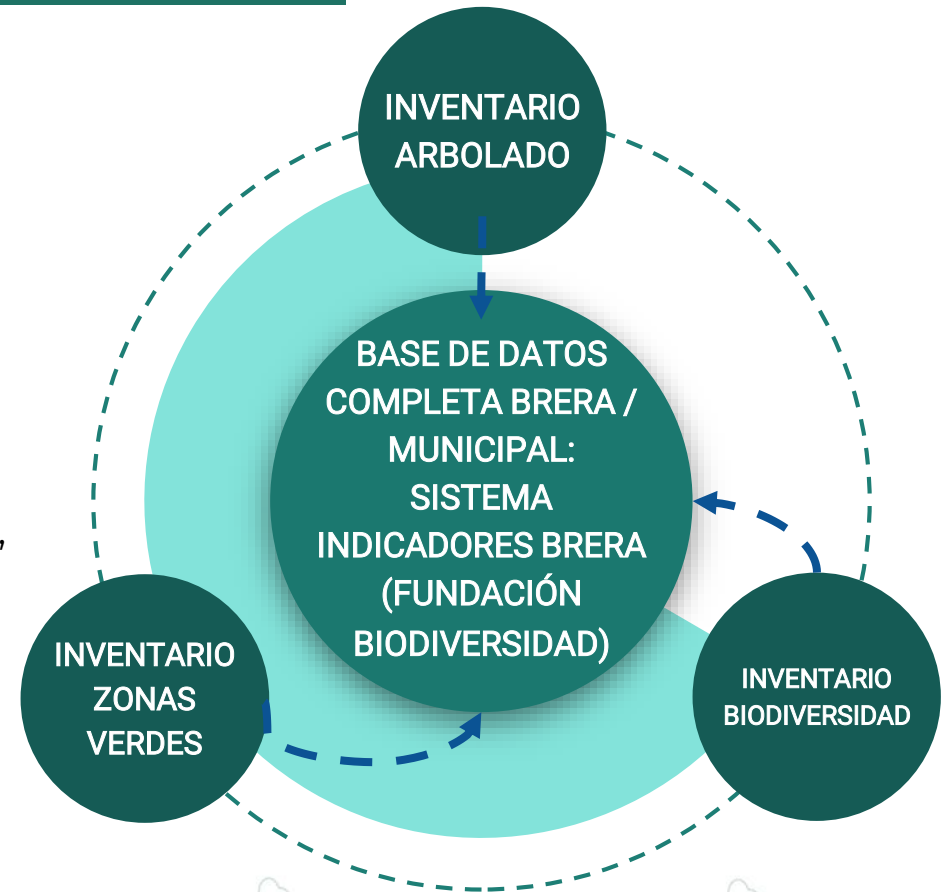 INVENTARIO
ARBOLADO
BASE DE DATOS
COMPLETA BRERA /
MUNICIPAL:
SISTEMA
INDICADORES BRERA
(FUNDACIÓN
BIODIVERSIDAD)
,
INVENTARIO
ZONAS
VERDES
INVENTARIO
BIODIVERSIDAD